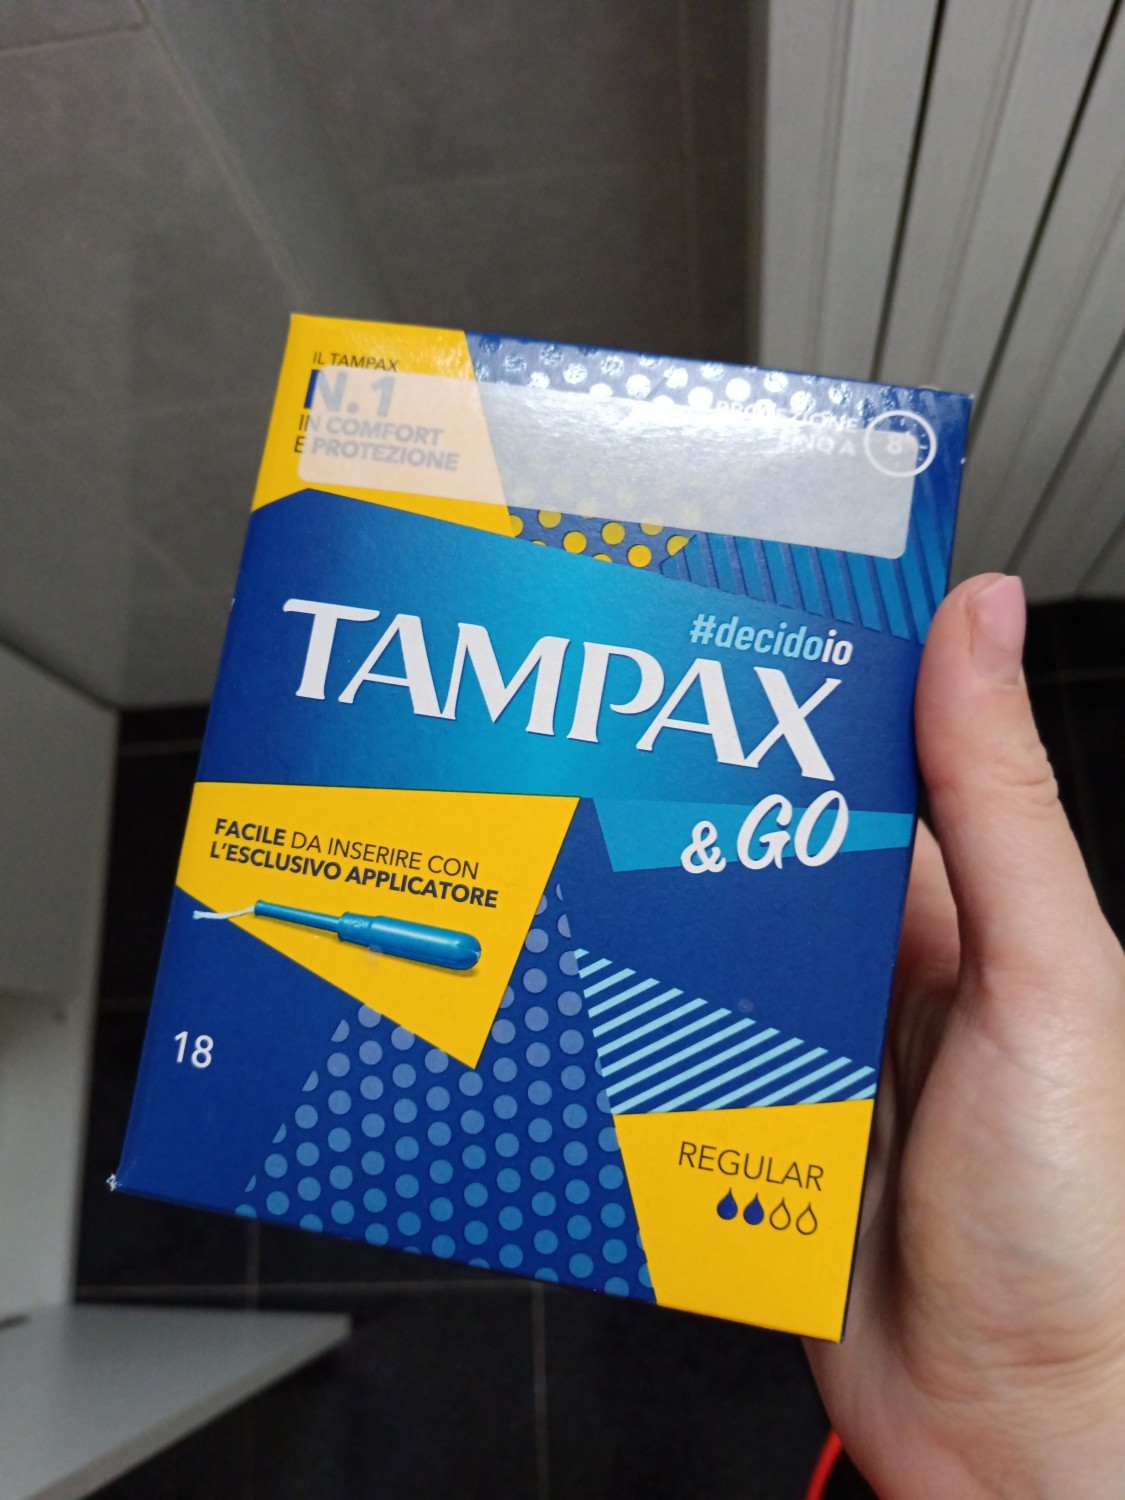 IL TAMPAX
N.1
IN COMFORT
E PROTEZIONE
PROTEZIONE
FINO A 8h
#decidoio
TAMPAX
& GO
FACILE DA INSERIRE CON
L'ESCLUSIVO APPLICATORE
18
REGULAR